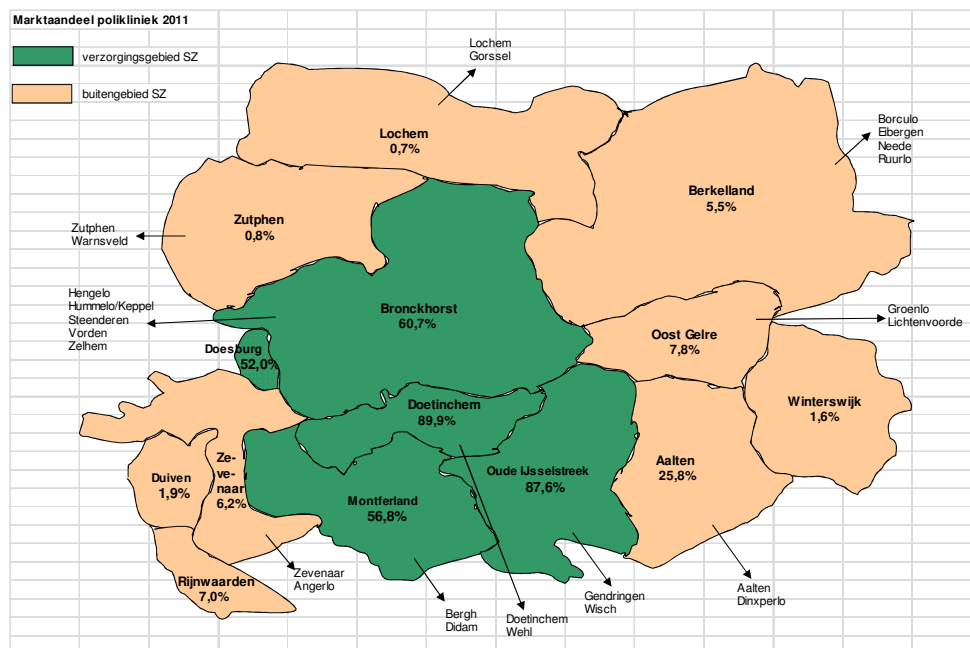 Marktaandeel polikliniek 2011
verzorgingsgebied SZ
buitengebied SZ
Lochem
Gorssel
Lochem
0,7%
Borculo
Eibergen
Neede
Ruurlo
Berkelland
5,5%
Zutphen
0,8%
Zutphen
Warnsveld
Hengelo
Hummelo/Keppel
Steenderen
Vorden
Zelhem
Bronckhorst
60,7%
Groenlo
Lichtenvoorde
Oost Gelre
7,8%
Doesburg
52,0%
Winterswijk
1,6%
Doetinchem
89,9%
Duiven
1,9%
Ze-
ve-
naar
6,2%
Oude IJsselstreek
87,6%
Aalten
25,8%
Montferland
56,8%
Rijnwaarden
7,0%
Zevenaar
Angerlo
Bergh
Didam
Doetinchem
Wehl
Gendringen
Wisch
Aalten
Dinxperlo